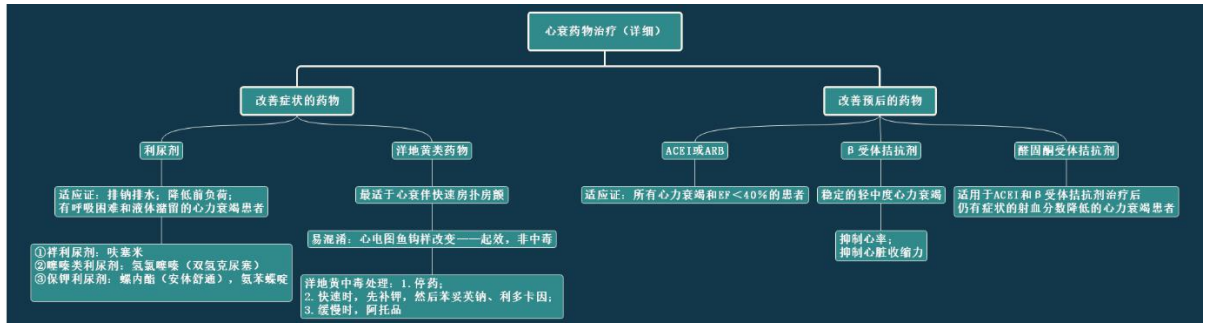 心衰药物治疗（详细）
改善症状的药物
改善预后的药物
利尿剂
洋地黄类药物
ACEI或ARB
β受体拮抗剂
醛固酮受体拮抗剂
适应证：排钠排水；降低前负荷；
有呼吸困难和液体潴留的心力衰竭患者
最适于心衰伴快速房扑房颤
适应证：所有心力衰竭和EF＜40%的患者
稳定的轻中度心力衰竭
适用于ACEI和β受体拮抗剂治疗后
仍有症状的射血分数降低的心力衰竭患者
①袢利尿剂：呋塞米
②噻嗪类利尿剂：氢氯噻嗪（双氢克尿塞）
③保钾利尿剂：螺内酯（安体舒通），氨苯蝶啶
易混淆：心电图鱼钩样改变——起效，非中毒
抑制心率；
抑制心脏收缩力
洋地黄中毒处理：1.停药；
2.快速时，先补钾，然后苯妥英钠、利多卡因；
3.缓慢时，阿托品